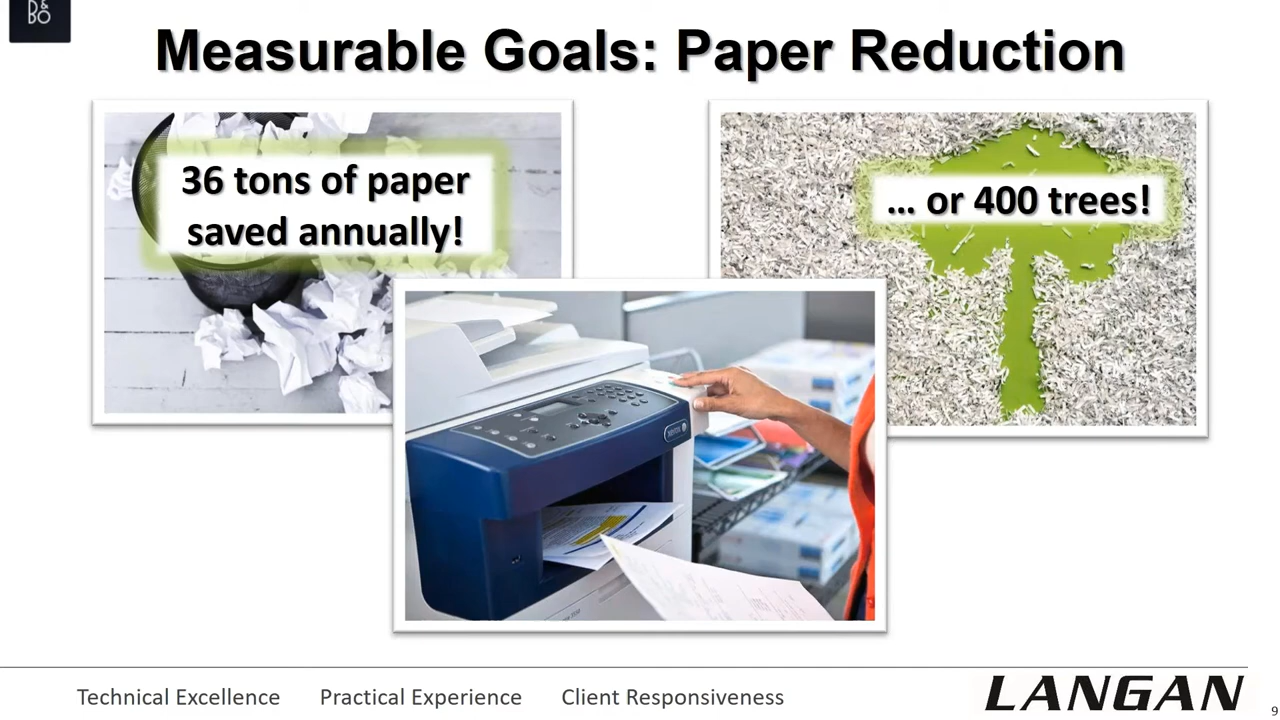 D&
BO
Measurable Goals: Paper Reduction
36 tons of paper
saved annually!
... or 400 trees!
Technical Excellence Practical Experience Client Responsiveness
LANGAN
9